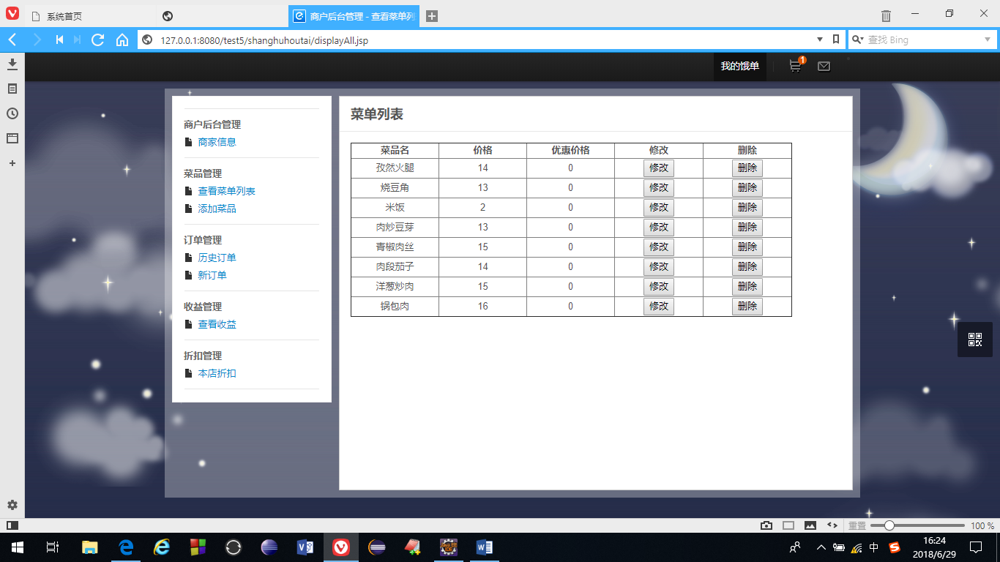 系统首页
商户后台管理 - 查看菜单列
127.0.0.1:8080/test5/shanghuhoutai/displayAll.jsp
查找 Bing
我的饿单
1
商户后台管理
商家信息
菜品管理
查看菜单列表
添加菜品
订单管理
历史订单
新订单
收益管理
查看收益
折扣管理
本店折扣
菜单列表
菜品名 价格 优惠价格 修改 删除
孜然火腿 14 0 修改 删除
烧豆角 13 0 修改 删除
米饭 2 0 修改 删除
肉炒豆芽 13 0 修改 删除
青椒肉丝 15 0 修改 删除
肉段茄子 14 0 修改 删除
洋葱炒肉 15 0 修改 删除
锅包肉 16 0 修改 删除
重置
100 %
中
16:24
2018/6/29